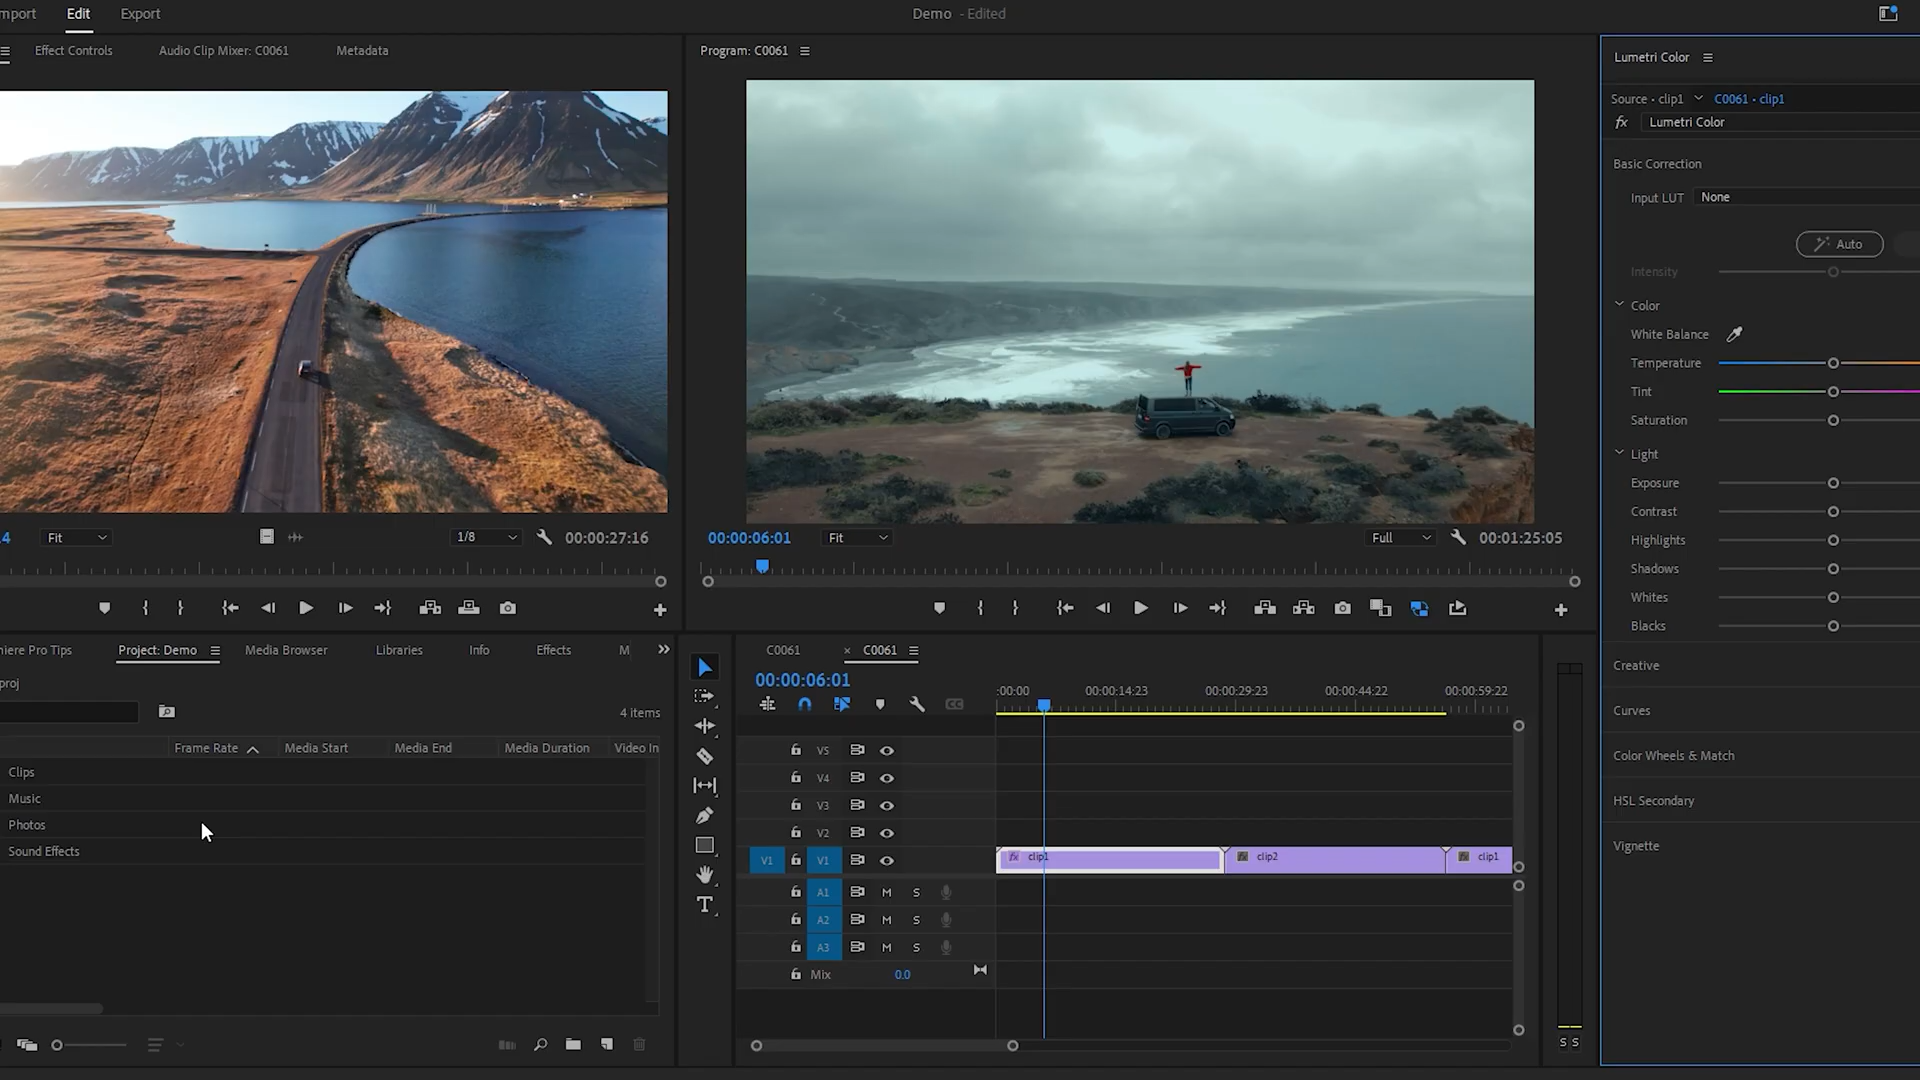 Import Edit Export Demo - Edited
Effect Controls Audio Clip Mixer: C0061 Metadata
Program: C0061
Lumetri Color
Source · clip1 C0061 · clip1
fx Lumetri Color
Basic Correction
Input LUT None
Auto
Intensity
Color
White Balance
Temperature
Tint
Saturation
Light
Exposure
Contrast
Highlights
Shadows
Whites
Blacks
Creative
Curves
Color Wheels & Match
HSL Secondary
Vignette
4 Fit 1/8 00:00:27:16
00:00:06:01 Fit Full 00:01:25:05
iere Pro Tips Project: Demo Media Browser Libraries Info Effects M
proj
4 items
Frame Rate Media Start Media End Media Duration Video In
Clips
Music
Photos
Sound Effects
C0061 × C0061
00:00:06:01
:00:00 00:00:14:23 00:00:29:23 00:00:44:22 00:00:59:22
V5
V4
V3
V2
V1 V1 fx clip1 fx clip2 fx clip1
A1 M S
A2 M S
A3 M S
Mix 0.0
S S